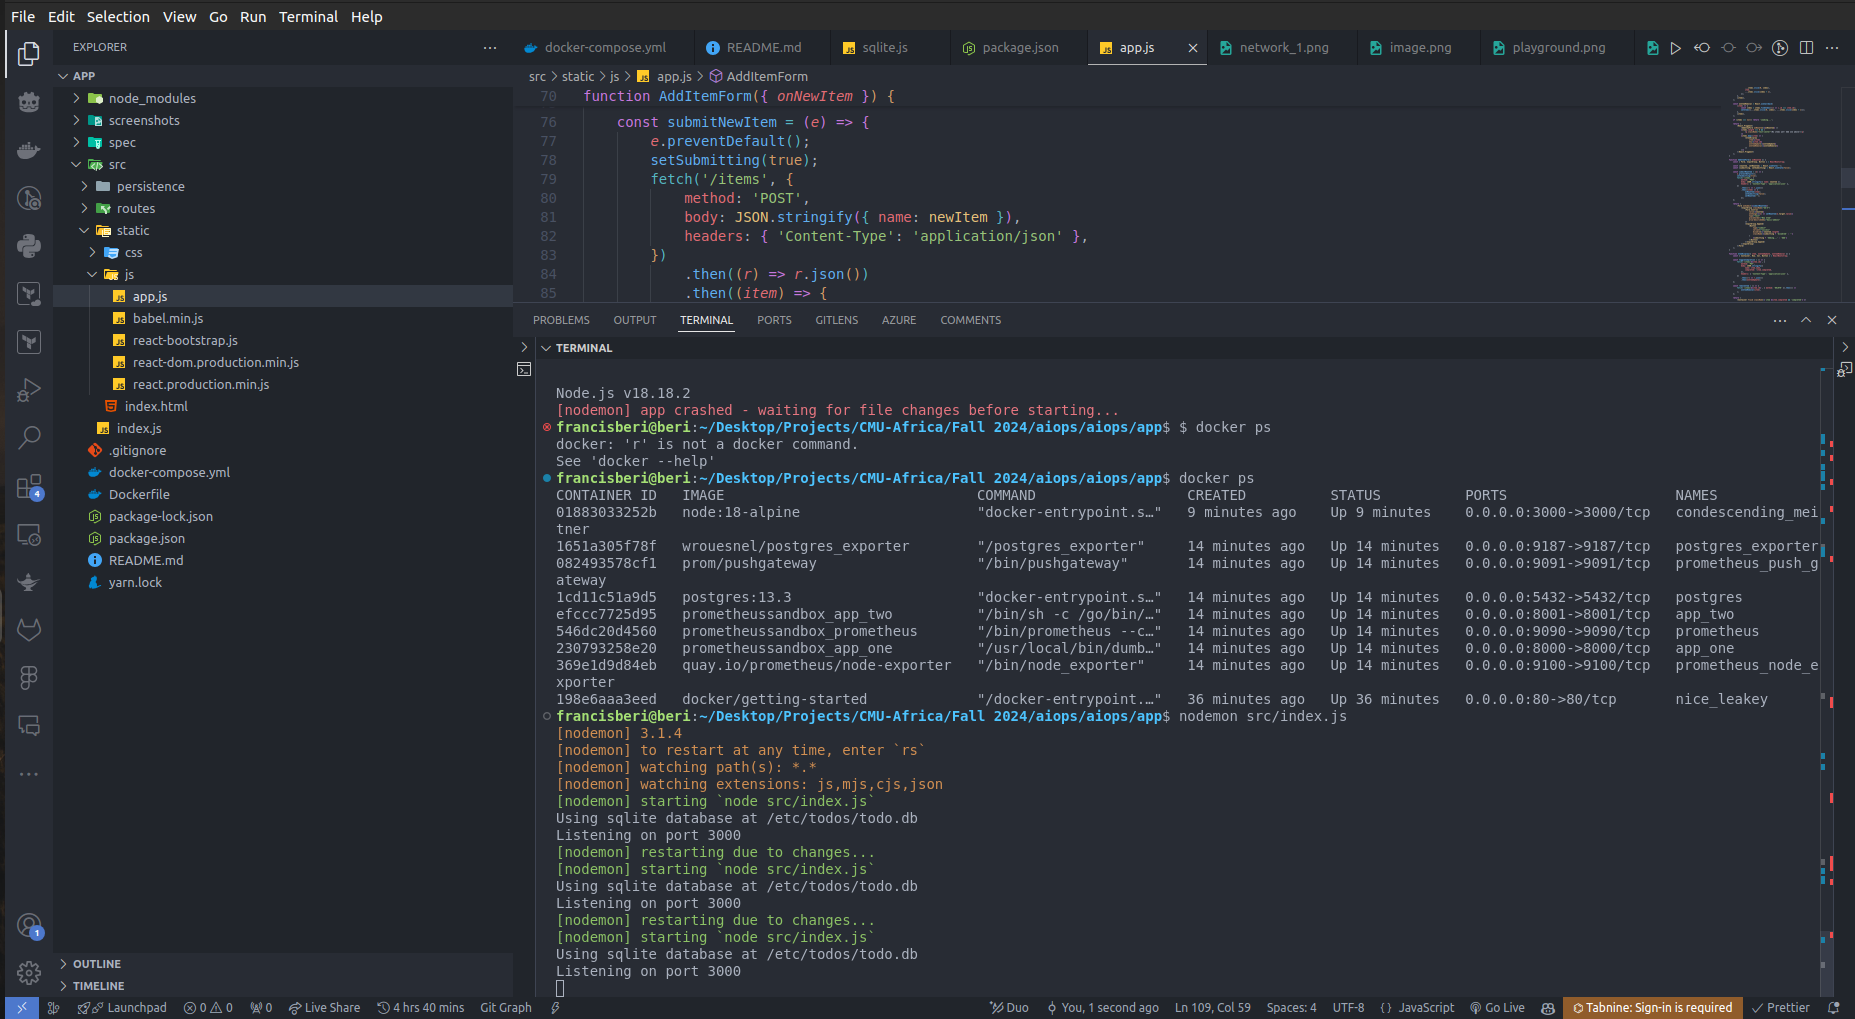 File Edit Selection View Go Run Terminal Help
EXPLORER
docker-compose.yml README.md sqlite.js package.json app.js network_1.png image.png playground.png
APP
node_modules
screenshots
spec
src
persistence
routes
static
css
js
app.js
babel.min.js
react-bootstrap.js
react-dom.production.min.js
react.production.min.js
index.html
index.js
.gitignore
docker-compose.yml
Dockerfile
package-lock.json
package.json
README.md
yarn.lock
OUTLINE
TIMELINE
4
1
src > static > js > app.js > AddItemForm
70 function AddItemForm({ onNewItem }) {
76 const submitNewItem = (e) => {
77 e.preventDefault();
78 setSubmitting(true);
79 fetch('/items', {
80 method: 'POST',
81 body: JSON.stringify({ name: newItem }),
82 headers: { 'Content-Type': 'application/json' },
83 })
84 .then((r) => r.json())
85 .then((item) => {
PROBLEMS OUTPUT TERMINAL PORTS GITLENS AZURE COMMENTS
TERMINAL
Node.js v18.18.2
[nodemon] app crashed - waiting for file changes before starting...
francisberi@beri:~/Desktop/Projects/CMU-Africa/Fall 2024/aiops/aiops/app$ $ docker ps
docker: 'r' is not a docker command.
See 'docker --help'
francisberi@beri:~/Desktop/Projects/CMU-Africa/Fall 2024/aiops/aiops/app$ docker ps
CONTAINER ID IMAGE COMMAND CREATED STATUS PORTS NAMES
01883033252b node:18-alpine "docker-entrypoint.s…" 9 minutes ago Up 9 minutes 0.0.0.0:3000->3000/tcp condescending_mei
tner
1651a305f78f wrouesnel/postgres_exporter "/postgres_exporter" 14 minutes ago Up 14 minutes 0.0.0.0:9187->9187/tcp postgres_exporter
082493578cf1 prom/pushgateway "/bin/pushgateway" 14 minutes ago Up 14 minutes 0.0.0.0:9091->9091/tcp prometheus_push_g
ateway
1cd11c51a9d5 postgres:13.3 "docker-entrypoint.s…" 14 minutes ago Up 14 minutes 0.0.0.0:5432->5432/tcp postgres
efccc7725d95 prometheussandbox_app_two "/bin/sh -c /go/bin/…" 14 minutes ago Up 14 minutes 0.0.0.0:8001->8001/tcp app_two
546dc20d4560 prometheussandbox_prometheus "/bin/prometheus --c…" 14 minutes ago Up 14 minutes 0.0.0.0:9090->9090/tcp prometheus
230793258e20 prometheussandbox_app_one "/usr/local/bin/dumb…" 14 minutes ago Up 14 minutes 0.0.0.0:8000->8000/tcp app_one
369e1d9d84eb quay.io/prometheus/node-exporter "/bin/node_exporter" 14 minutes ago Up 14 minutes 0.0.0.0:9100->9100/tcp prometheus_node_e
xporter
198e6aaa3eed docker/getting-started "/docker-entrypoint.…" 36 minutes ago Up 36 minutes 0.0.0.0:80->80/tcp nice_leakey
francisberi@beri:~/Desktop/Projects/CMU-Africa/Fall 2024/aiops/aiops/app$ nodemon src/index.js
[nodemon] 3.1.4
[nodemon] to restart at any time, enter `rs`
[nodemon] watching path(s): *.*
[nodemon] watching extensions: js,mjs,cjs,json
[nodemon] starting `node src/index.js`
Using sqlite database at /etc/todos/todo.db
Listening on port 3000
[nodemon] restarting due to changes...
[nodemon] starting `node src/index.js`
Using sqlite database at /etc/todos/todo.db
Listening on port 3000
[nodemon] restarting due to changes...
[nodemon] starting `node src/index.js`
Using sqlite database at /etc/todos/todo.db
Listening on port 3000
Launchpad 0 0 0 Live Share 4 hrs 40 mins Git Graph Duo You, 1 second ago Ln 109, Col 59 Spaces: 4 UTF-8 {} JavaScript Go Live Tabnine: Sign-in is required Prettier